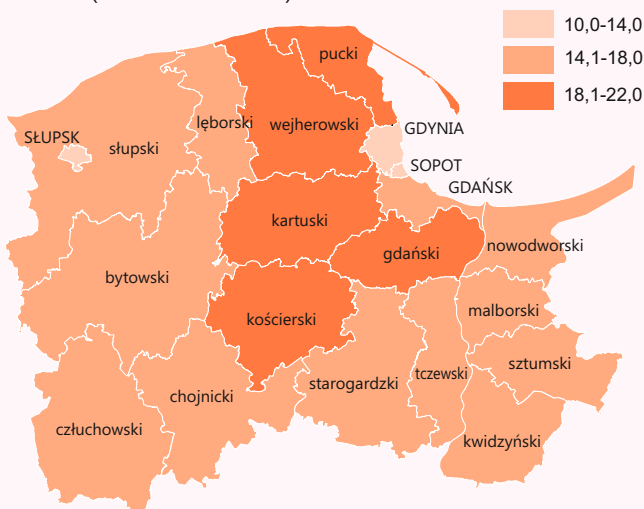 10,0-14,0
14,1-18,0
18,1-22,0
pucki
lęborski
wejherowski
GDYNIA
SŁUPSK
słupski
SOPOT
GDAŃSK
kartuski
gdański
nowodworski
bytowski
kościerski
malborski
sztumski
tczewski
starogardzki
chojnicki
człuchowski
kwidzyński